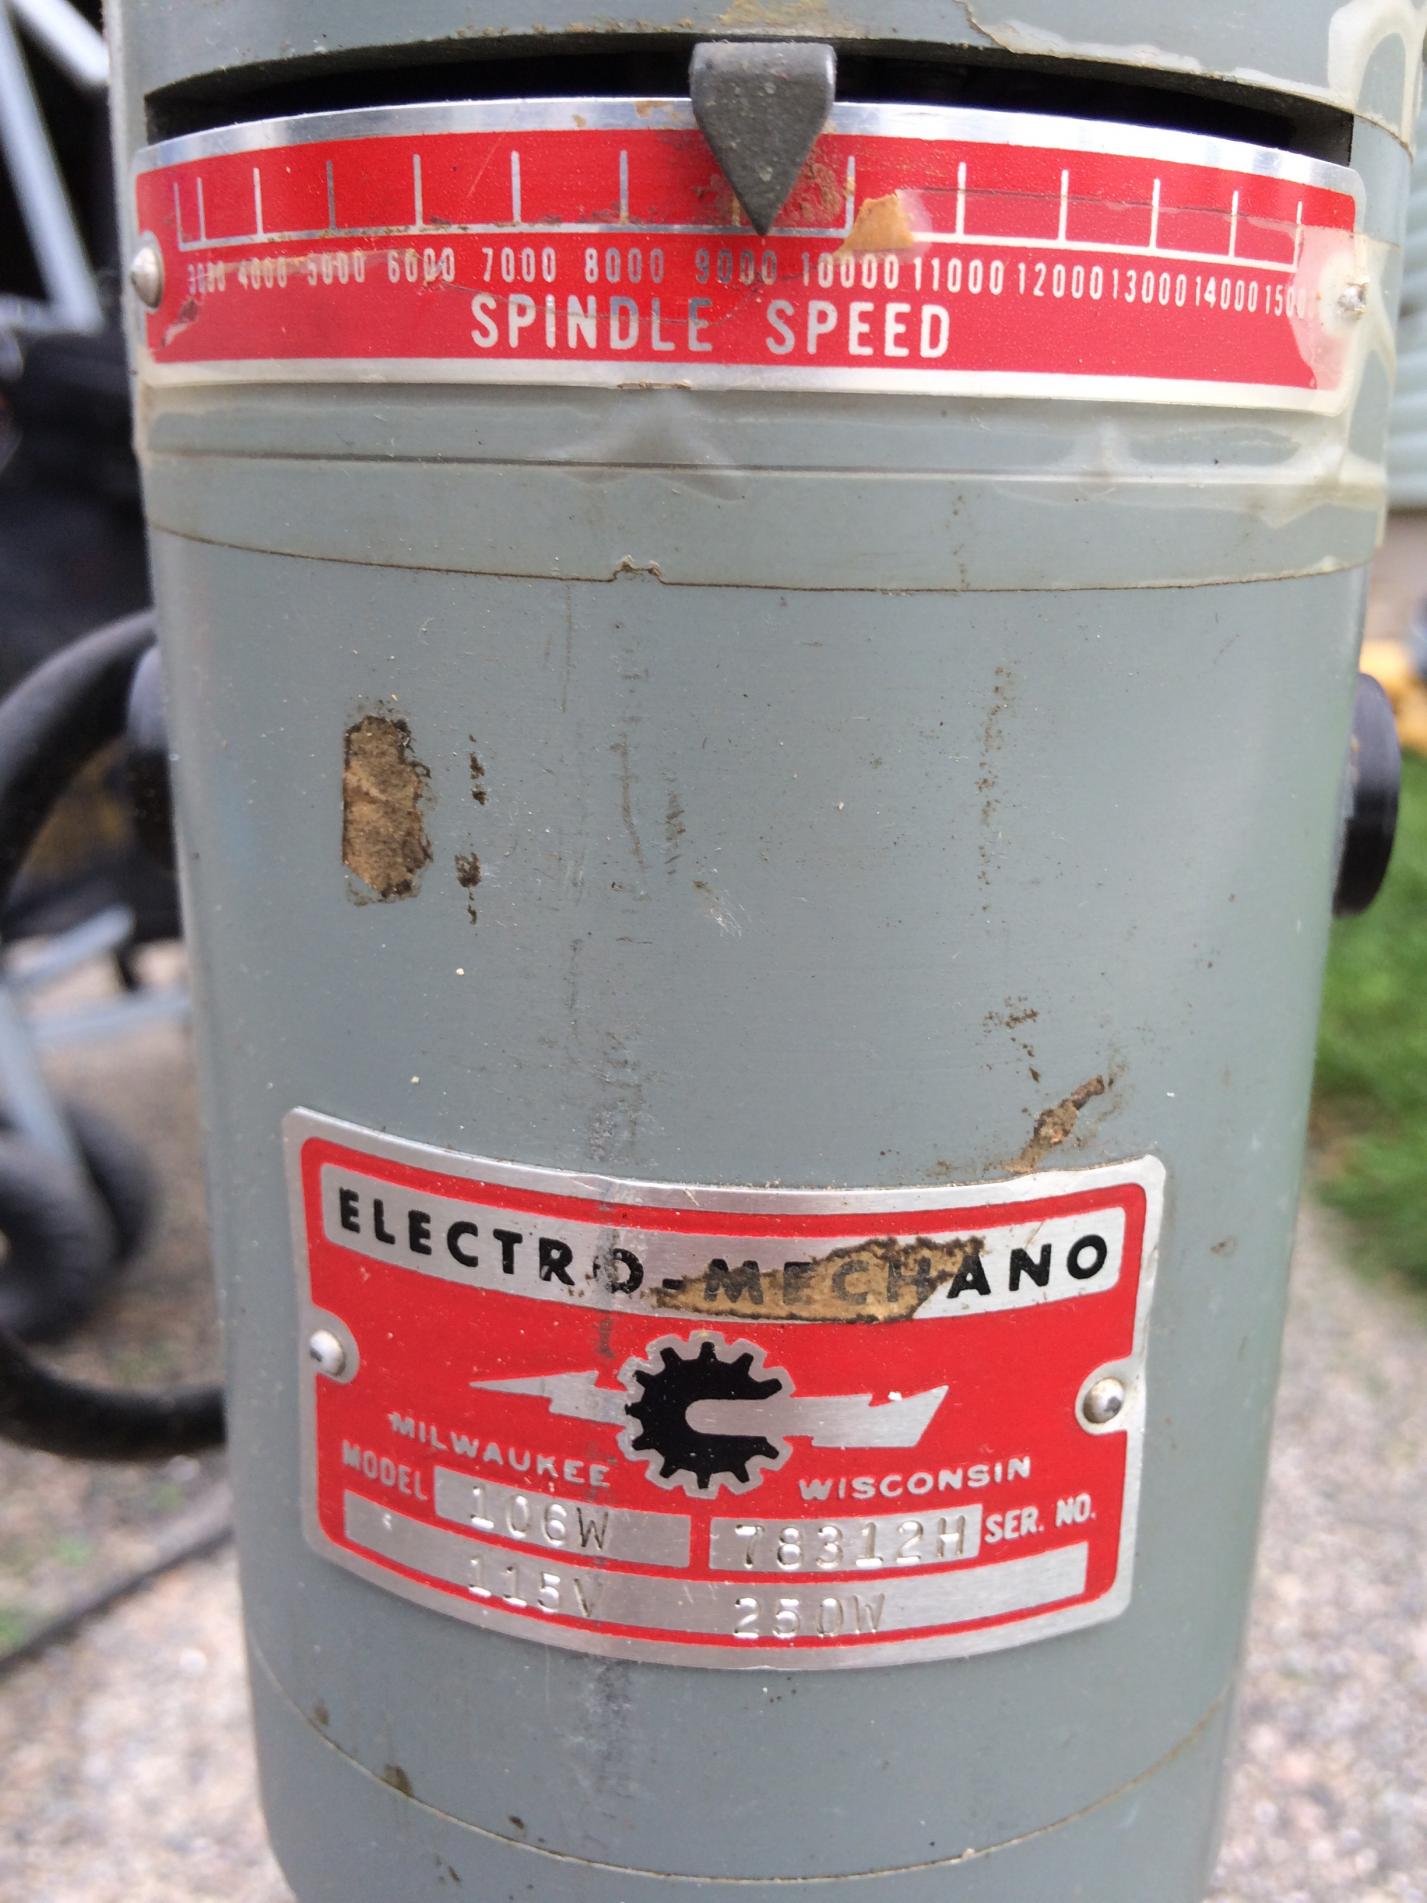 3000 4000 5000 6000 7000 8000 9000 10000 11000 12000 13000 14000 1500
SPINDLE SPEED
ELECTRO-MECHANO
MILWAUKEE WISCONSIN
MODEL 106W 78312H SER. NO.
115V 250W